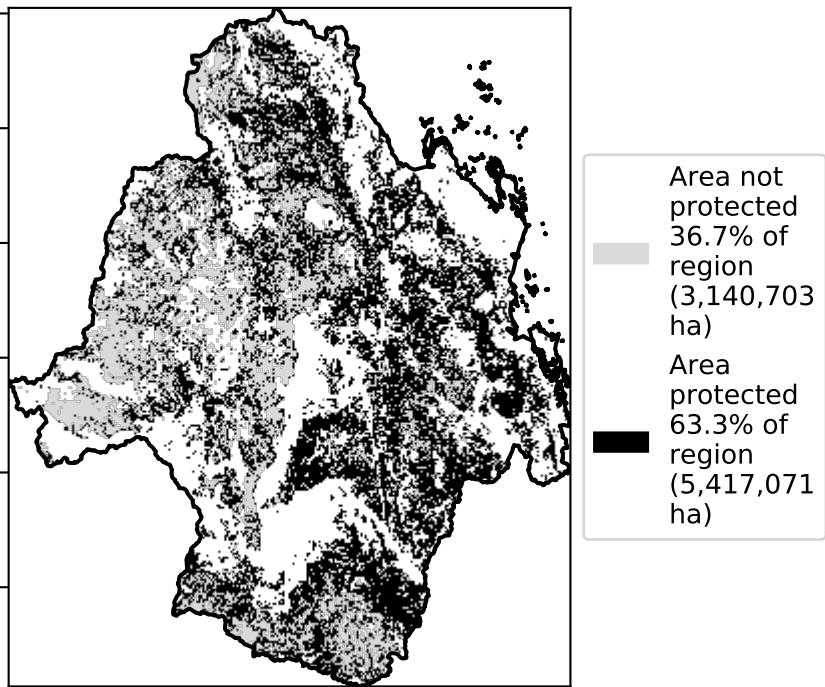 Area not
protected
36.7% of
region
(3,140,703
ha)
Area
protected
63.3% of
region
(5,417,071
ha)